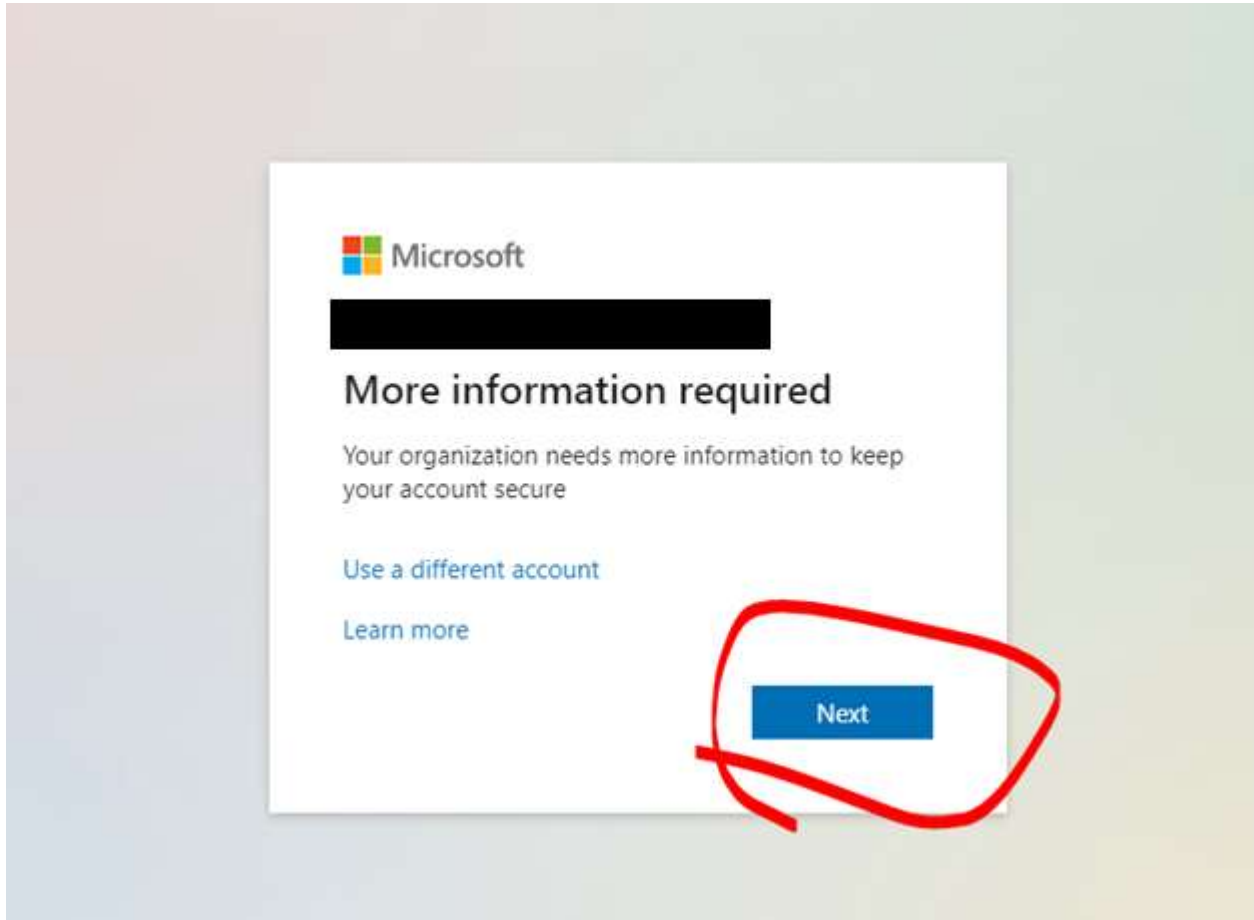 Microsoft
More information required
Your organization needs more information to keep
your account secure
Use a different account
Learn more
Next